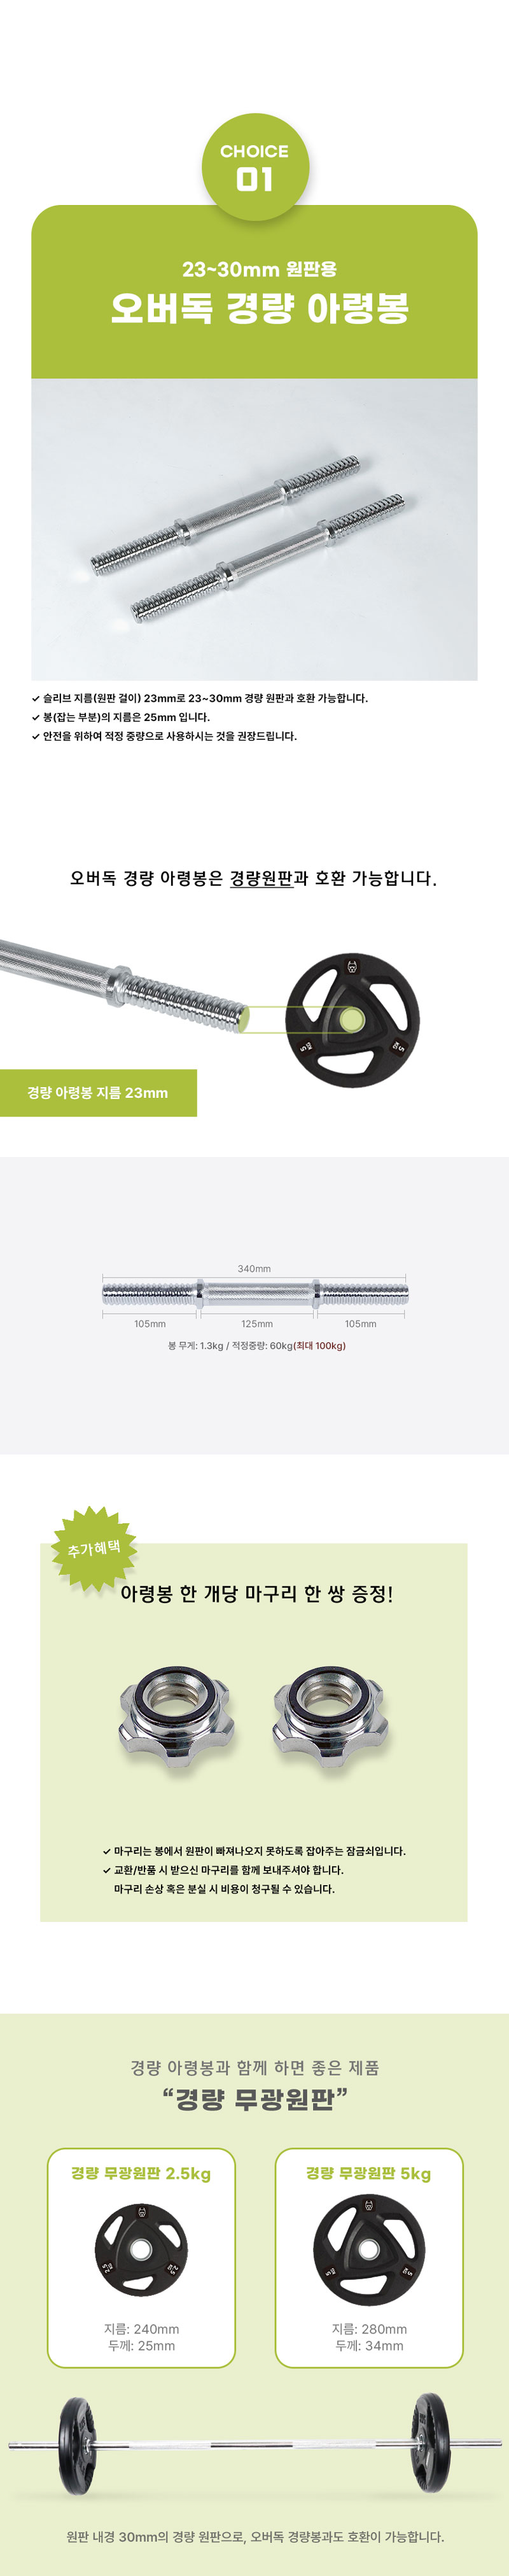 CHOICE
01
23~30mm 원판용
오버독 경량 아령봉
✓ 슬리브 지름(원판 걸이) 23mm로 23~30mm 경량 원판과 호환 가능합니다.
✓ 봉(잡는 부분)의 지름은 25mm 입니다.
✓ 안전을 위하여 적정 중량으로 사용하시는 것을 권장드립니다.
오버독 경량 아령봉은 경량원판과 호환 가능합니다.
경량 아령봉 지름 23mm
340mm
105mm 125mm 105mm
봉 무게: 1.3kg / 적정중량: 60kg(최대 100kg)
추가혜택
아령봉 한 개당 마구리 한 쌍 증정!
✓ 마구리는 봉에서 원판이 빠져나오지 못하도록 잡아주는 잠금쇠입니다.
✓ 교환/반품 시 받으신 마구리를 함께 보내주셔야 합니다.
마구리 손상 혹은 분실 시 비용이 청구될 수 있습니다.
경량 아령봉과 함께 하면 좋은 제품
“경량 무광원판”
경량 무광원판 2.5kg
지름: 240mm
두께: 25mm
경량 무광원판 5kg
지름: 280mm
두께: 34mm
원판 내경 30mm의 경량 원판으로, 오버독 경량봉과도 호환이 가능합니다.